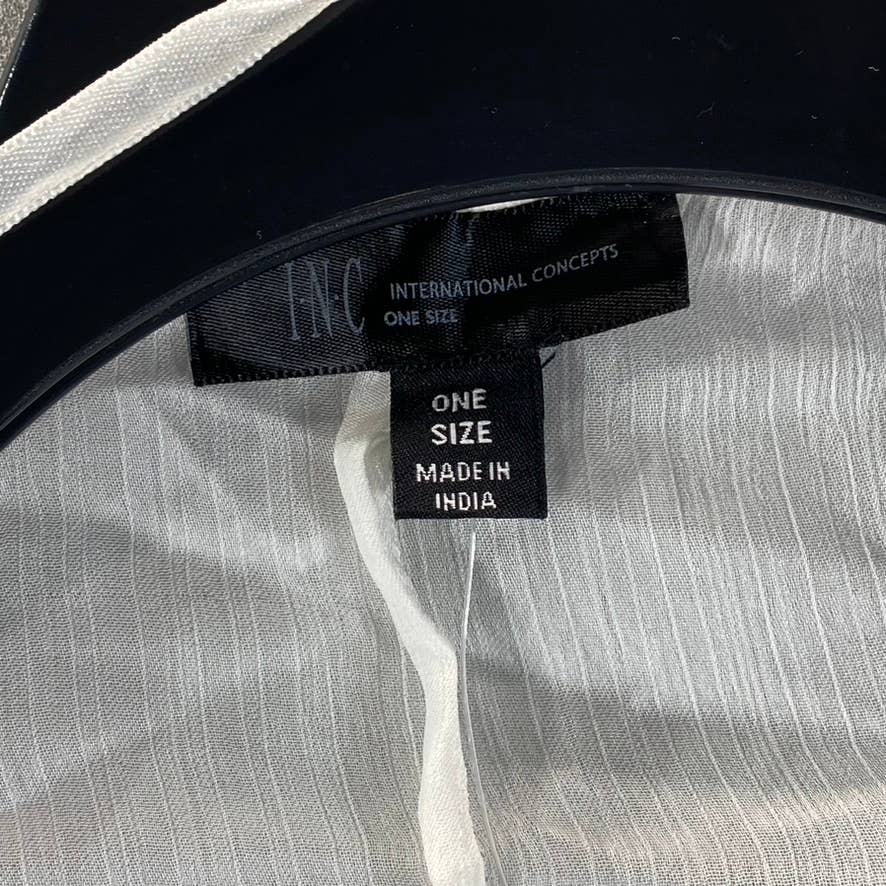 I·N·C INTERNATIONAL CONCEPTS
ONE SIZE
ONE
SIZE
MADE IN
INDIA